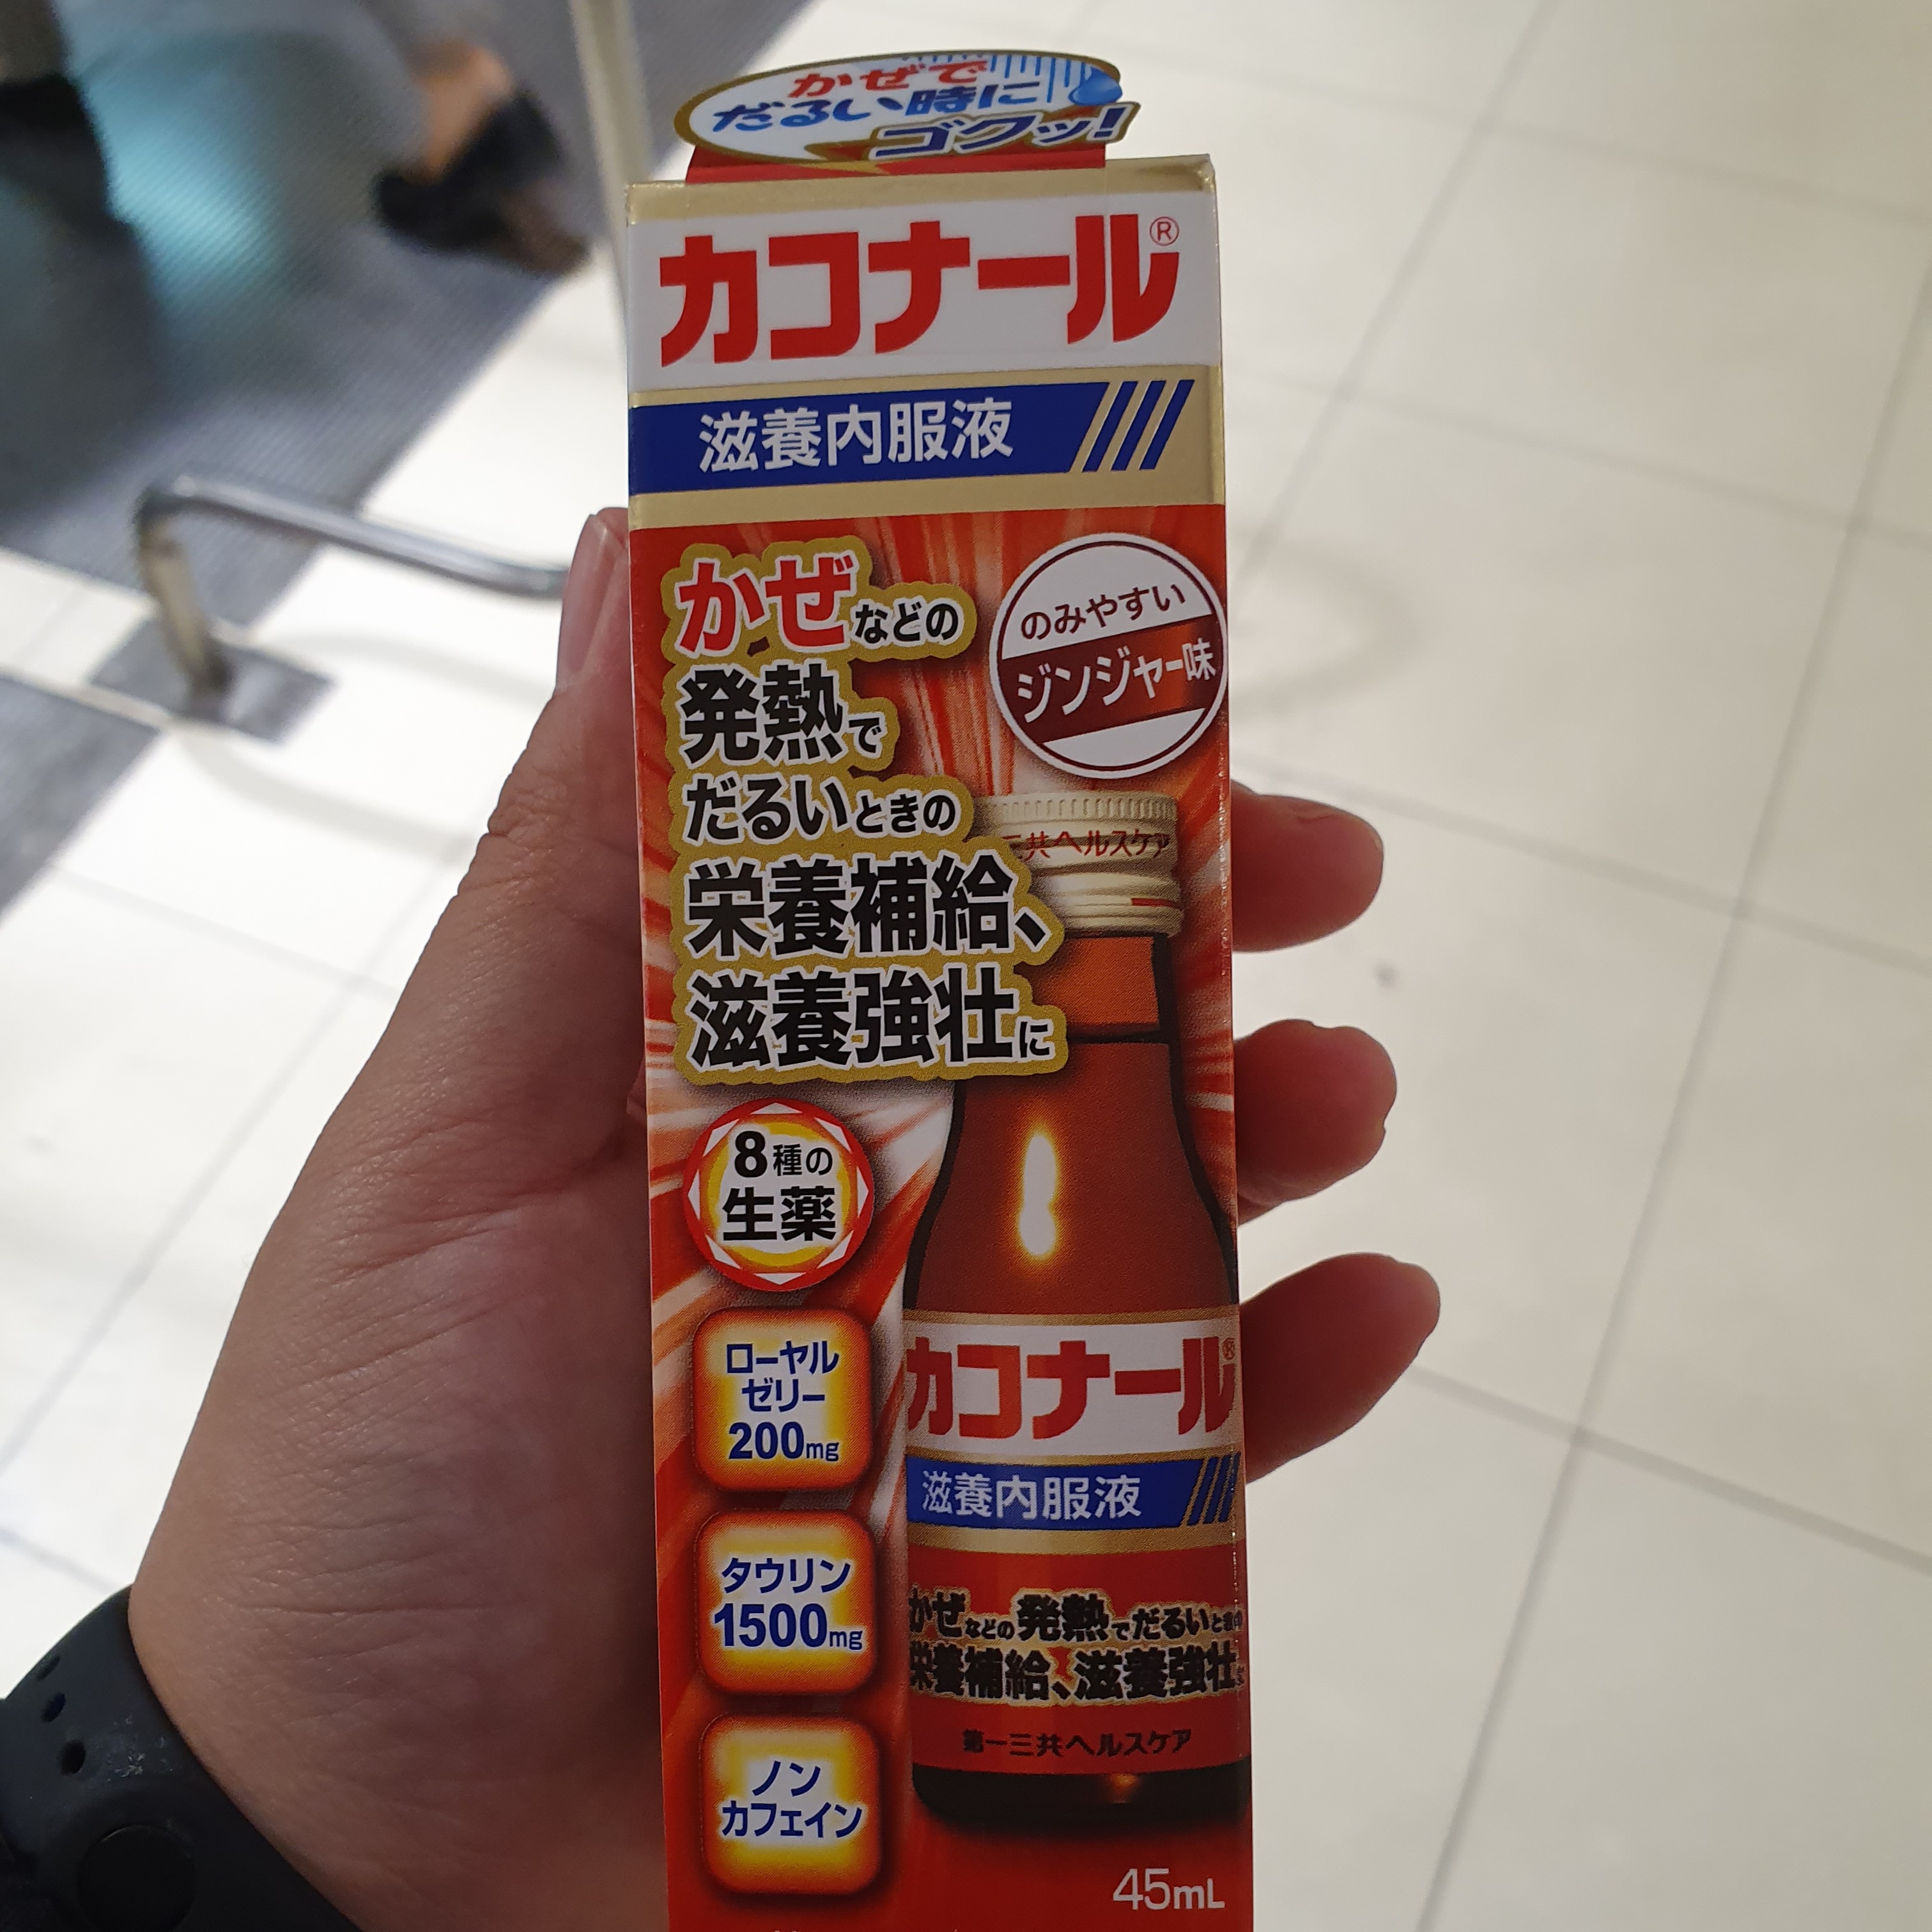 かぜで
だるい時に
ゴクッ!
カコナール®
滋養内服液
かぜなどの
発熱で
だるいときの
栄養補給、
滋養強壮に
のみやすい
ジンジャー味
三共ヘルスケア
8種の
生薬
ローヤル
ゼリー
200mg
タウリン
1500mg
ノン
カフェイン
カコナール®
滋養内服液
かぜなどの発熱でだるいときの
栄養補給、滋養強壮に
第一三共ヘルスケア
45mL